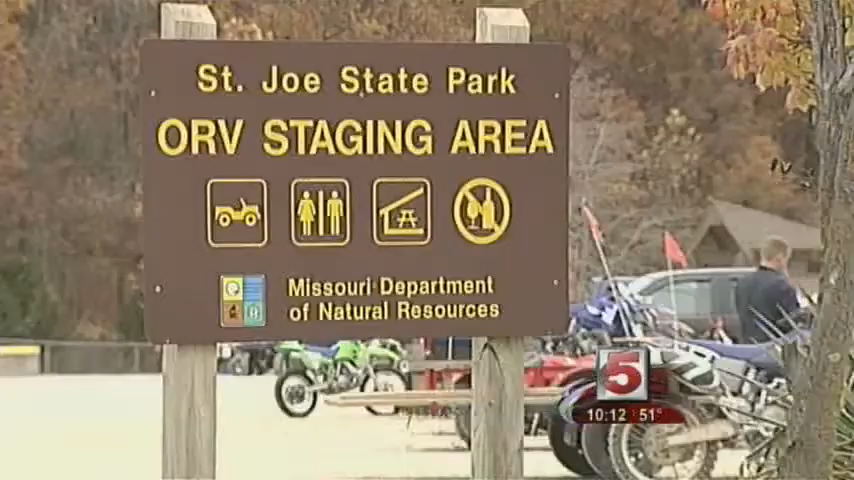 St. Joe State Park
ORV STAGING AREA
Missouri Department
of Natural Resources
5
10:12 51°